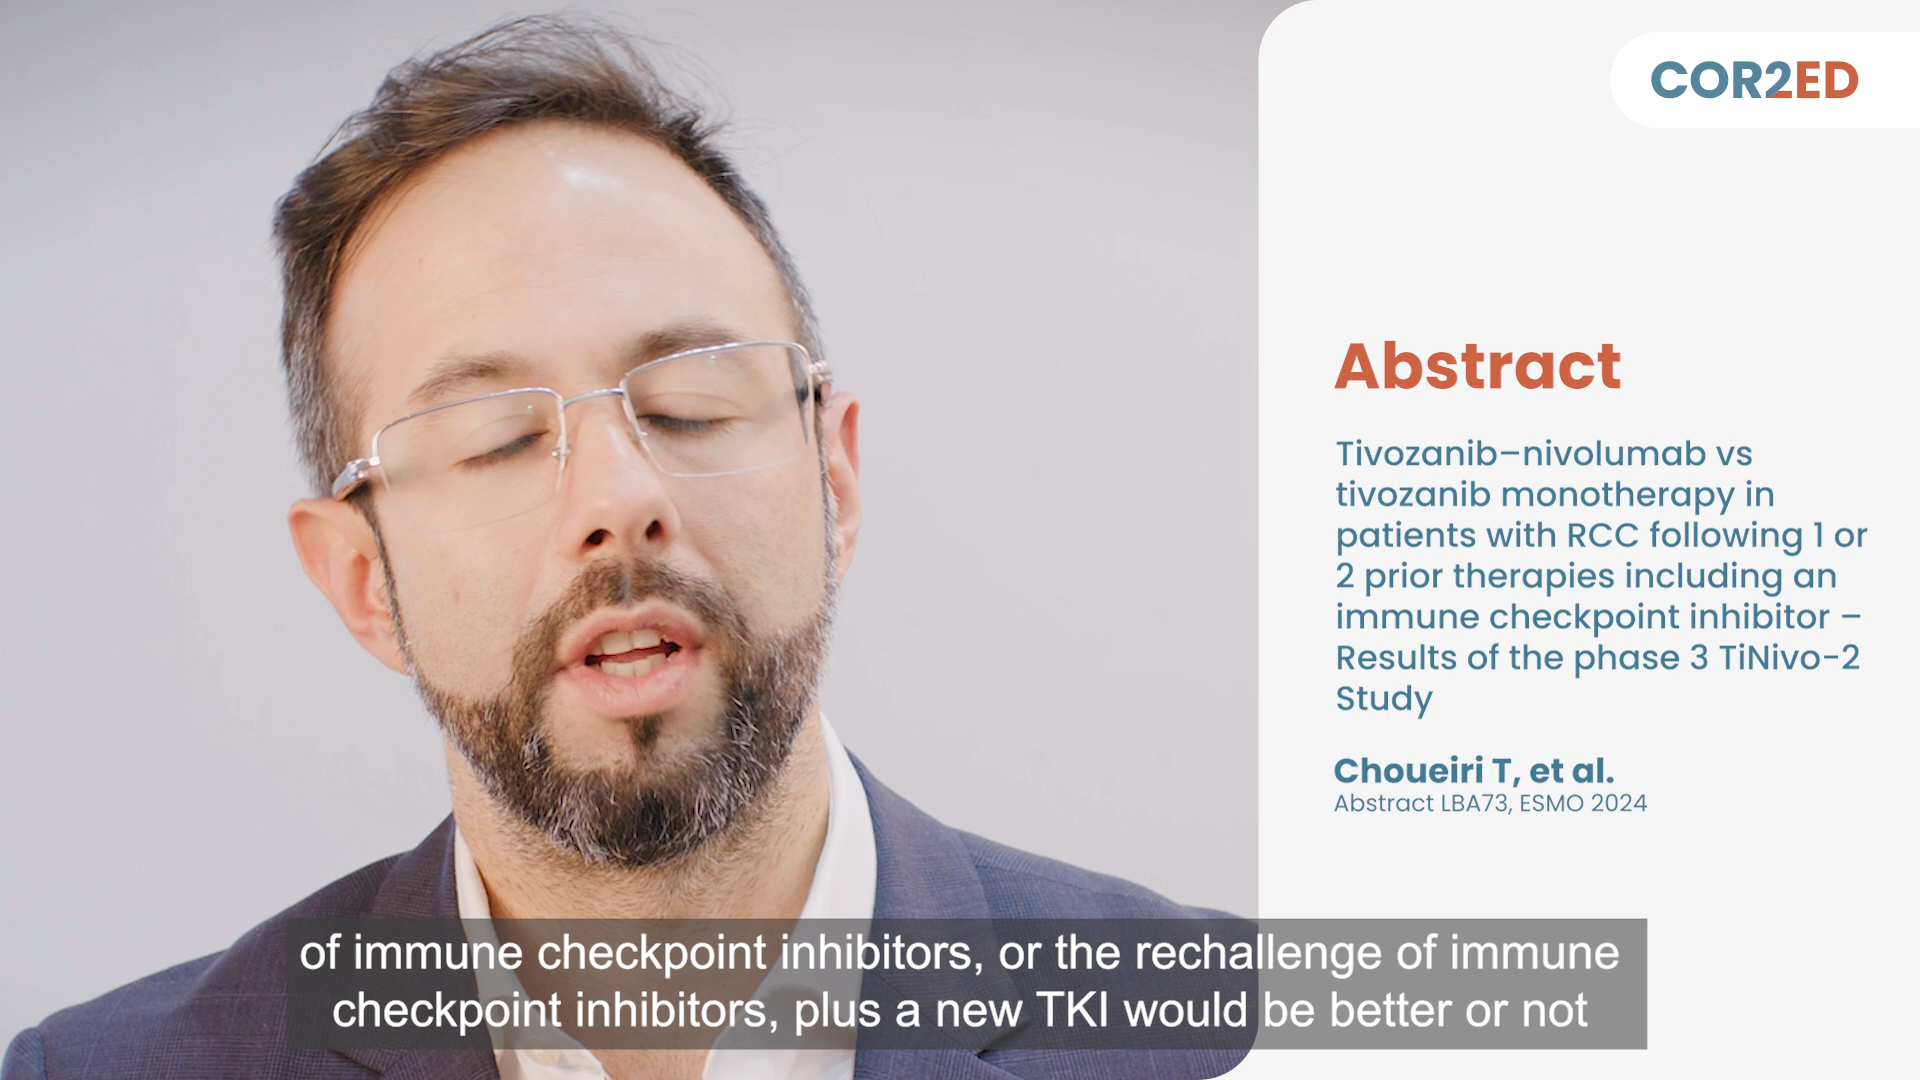 COR2ED
Abstract
Tivozanib–nivolumab vs
tivozanib monotherapy in
patients with RCC following 1 or
2 prior therapies including an
immune checkpoint inhibitor –
Results of the phase 3 TiNivo-2
Study
Choueiri T, et al.
Abstract LBA73, ESMO 2024
of immune checkpoint inhibitors, or the rechallenge of immune
checkpoint inhibitors, plus a new TKI would be better or not